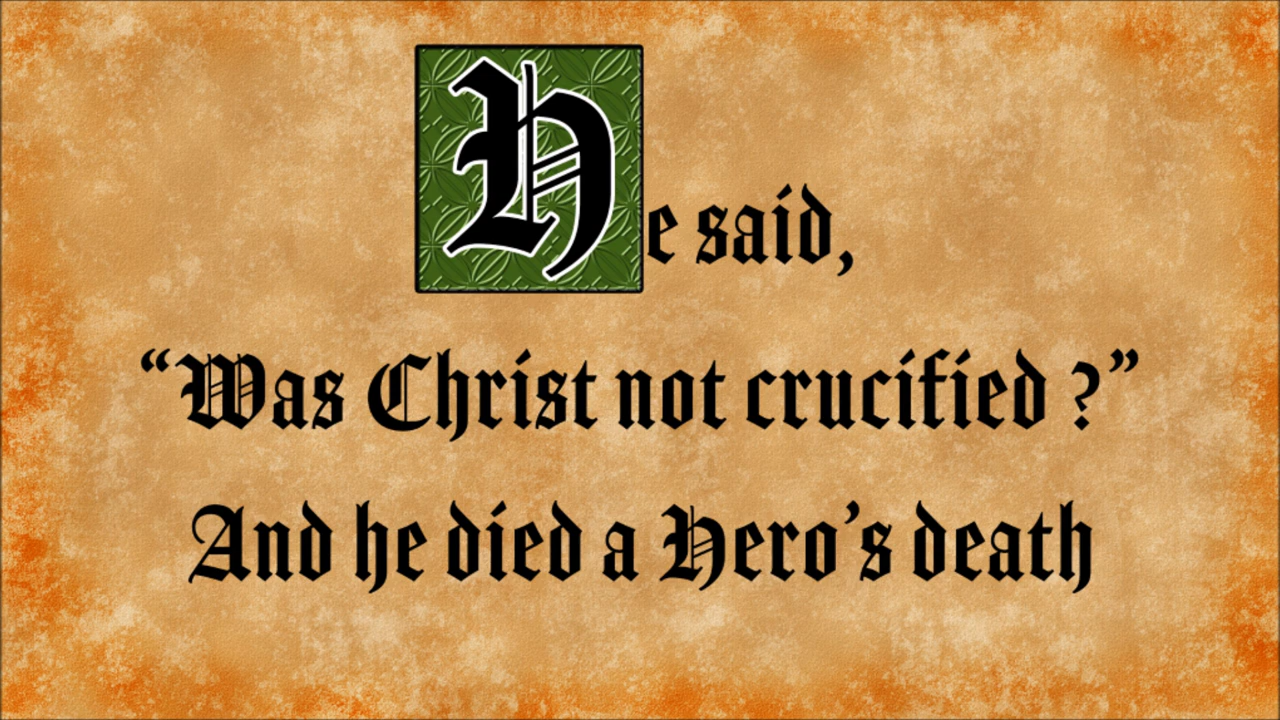 He said,
“Was Christ not crucified ?”
And he died a Hero’s death